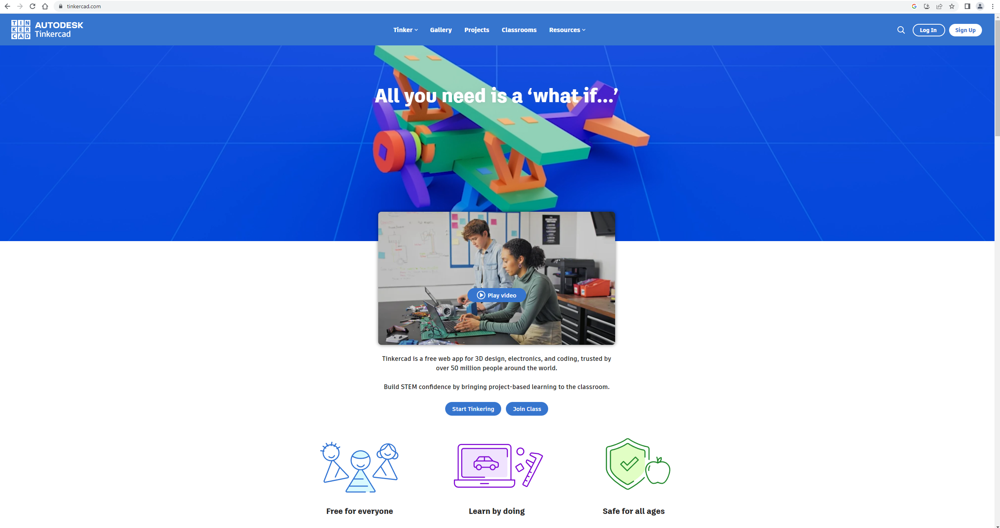 tinkercad.com
TIN
KER
CAD
AUTODESK
Tinkercad
Tinker Gallery Projects Classrooms Resources
Log In Sign Up
All you need is a ‘what if...’
Play video
Tinkercad is a free web app for 3D design, electronics, and coding, trusted by
over 50 million people around the world.
Build STEM confidence by bringing project-based learning to the classroom.
Start Tinkering Join Class
Free for everyone Learn by doing Safe for all ages